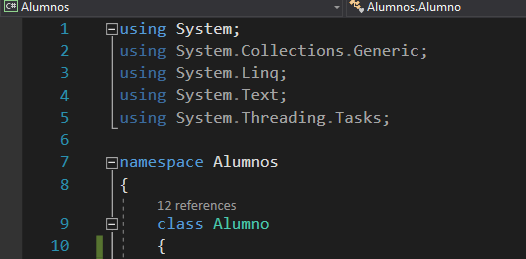 C# Alumnos Alumnos.Alumno
1 using System;
2 using System.Collections.Generic;
3 using System.Linq;
4 using System.Text;
5 using System.Threading.Tasks;
6
7 namespace Alumnos
8 {
12 references
9 class Alumno
10 {